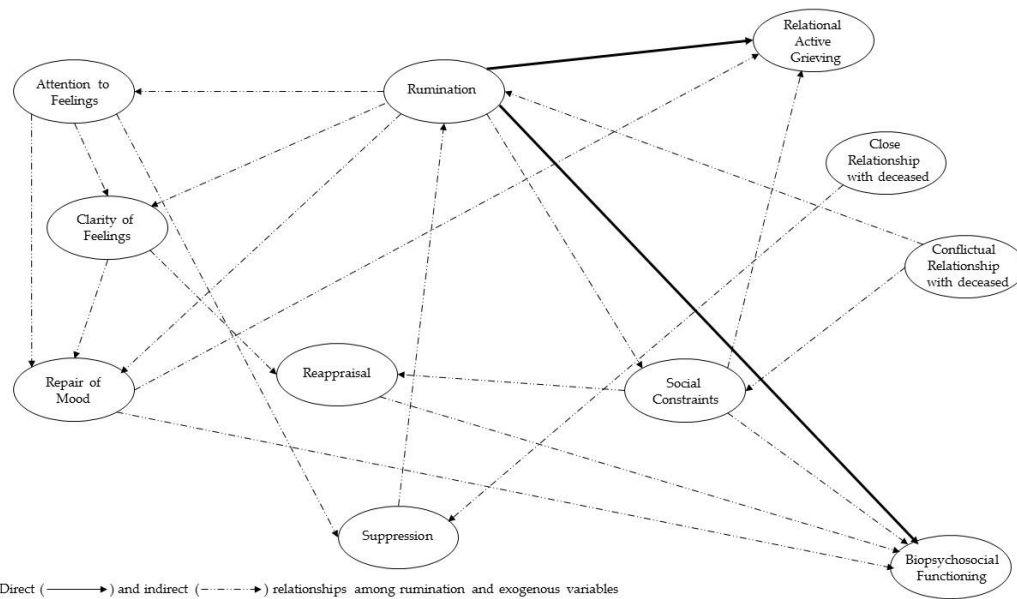 Relational
Active
Grieving
Attention to
Feelings
Rumination
Close
Relationship
with deceased
Clarity of
Feelings
Conflictual
Relationship
with deceased
Reappraisal
Repair of
Mood
Social
Constraints
Suppression
Biopsychosocial
Functioning
Direct ( ) and indirect ( ) relationships among rumination and exogenous variables